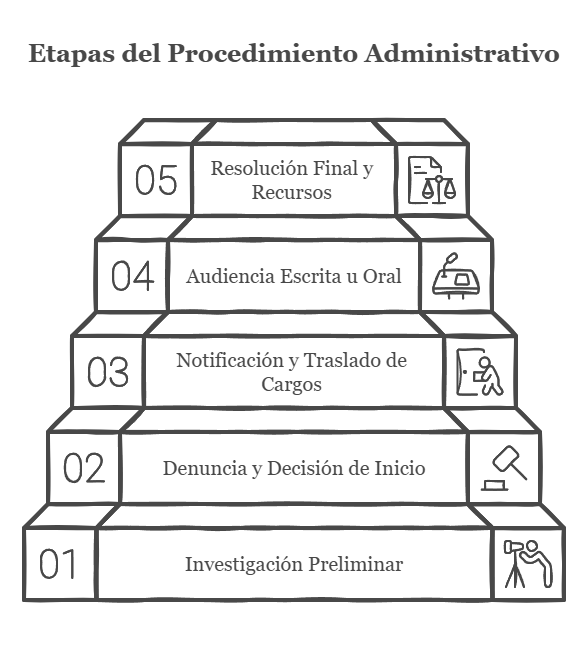 Etapas del Procedimiento Administrativo
05
Resolución Final y
Recursos
04
Audiencia Escrita u Oral
03
Notificación y Traslado de
Cargos
02
Denuncia y Decisión de Inicio
01
Investigación Preliminar